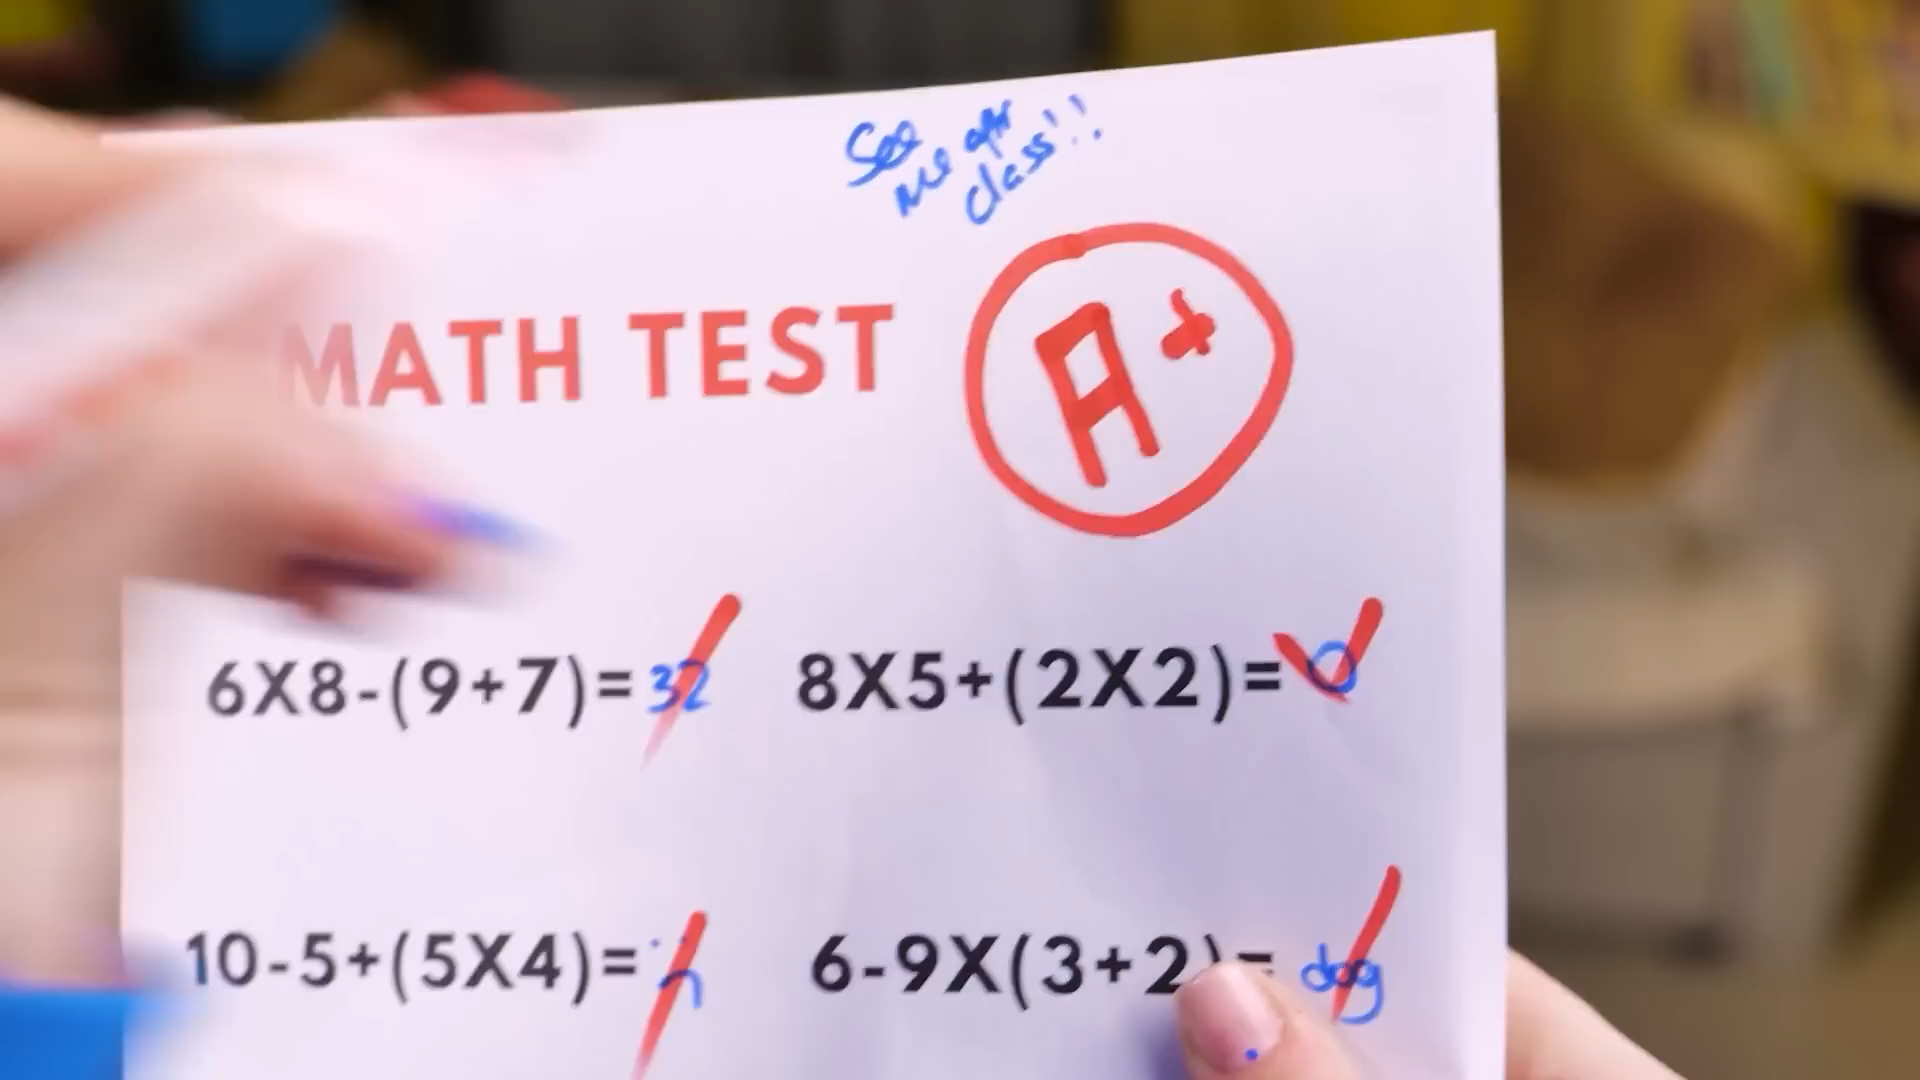 See
me aftr
class!!
MATH TEST
A+
6X8-(9+7)=32
8X5+(2X2)=0
10-5+(5X4)=
6-9X(3+2)=dog